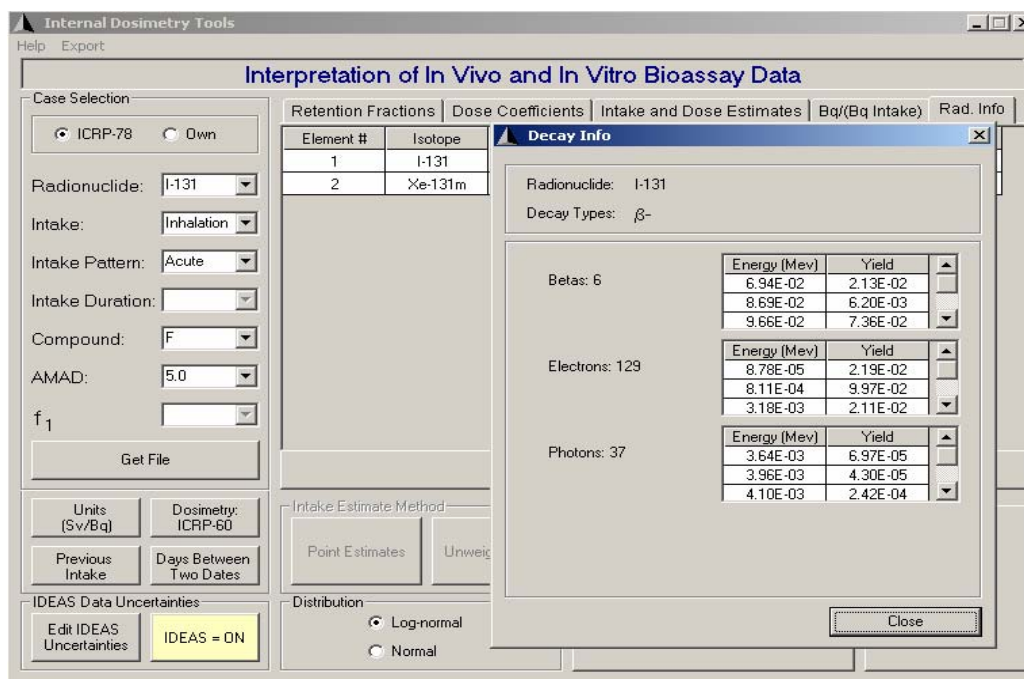 Internal Dosimetry Tools
Help Export
Interpretation of In Vivo and In Vitro Bioassay Data
Case Selection
ICRP-78 Own
Radionuclide: I-131
Intake: Inhalation
Intake Pattern: Acute
Intake Duration:
Compound: F
AMAD: 5.0
f1
Get File
Units (Sv/Bq)
Dosimetry: ICRP-60
Previous Intake
Days Between Two Dates
IDEAS Data Uncertainties
Edit IDEAS Uncertainties
IDEAS = ON
Retention Fractions Dose Coefficients Intake and Dose Estimates Bq/(Bq Intake) Rad. Info
Element # Isotope
1 I-131
2 Xe-131m
Intake Estimate Method
Point Estimates Unweig
Distribution
Log-normal
Normal
Decay Info
Radionuclide: I-131
Decay Types: β-
Betas: 6
Energy (Mev) Yield
6.94E-02 2.13E-02
8.69E-02 6.20E-03
9.66E-02 7.36E-02
Electrons: 129
Energy (Mev) Yield
8.78E-05 2.19E-02
8.11E-04 9.97E-02
3.18E-03 2.11E-02
Photons: 37
Energy (Mev) Yield
3.64E-03 6.97E-05
3.96E-03 4.30E-05
4.10E-03 2.42E-04
Close